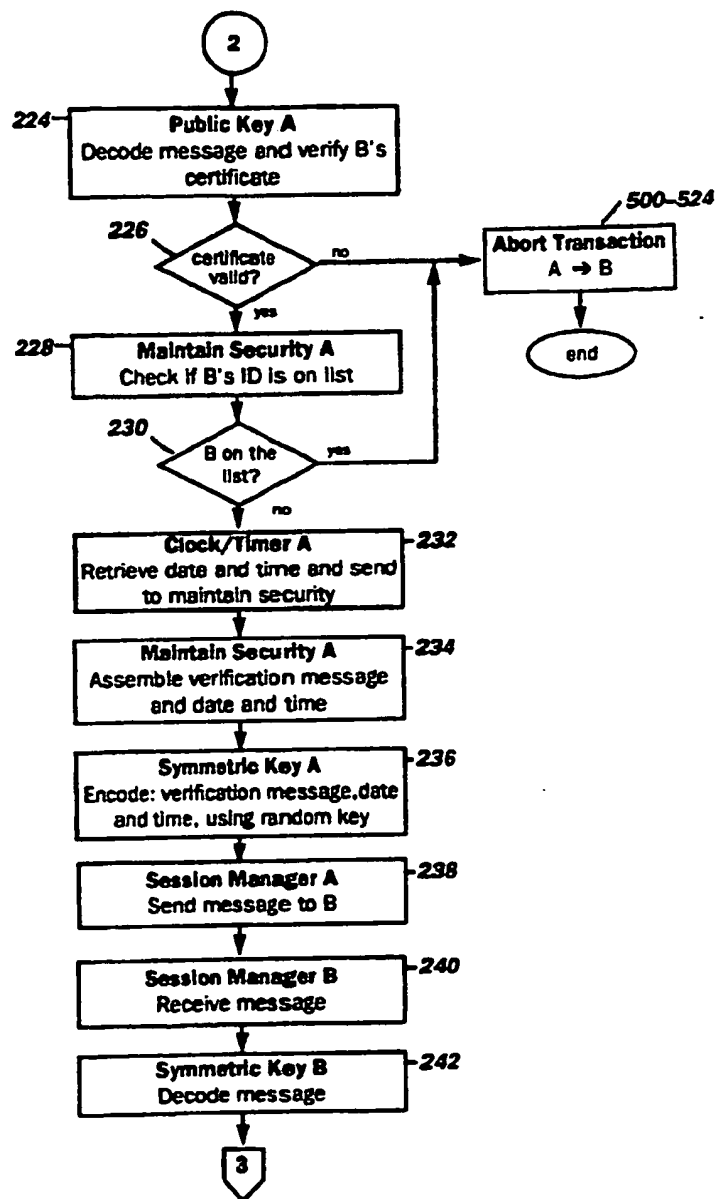 2
224
Public Key A
Decode message and verify B's
certificate
226
certificate
valid?
no
yes
500-524
Abort Transaction
A → B
end
228
Maintain Security A
Check if B's ID is on list
230
B on the
list?
yes
no
Clock/Timer A
Retrieve date and time and send
to maintain security
232
Maintain Security A
Assemble verification message
and date and time
234
Symmetric Key A
Encode: verification message,date
and time, using random key
236
Session Manager A
Send message to B
238
Session Manager B
Receive message
240
Symmetric Key B
Decode message
242
3